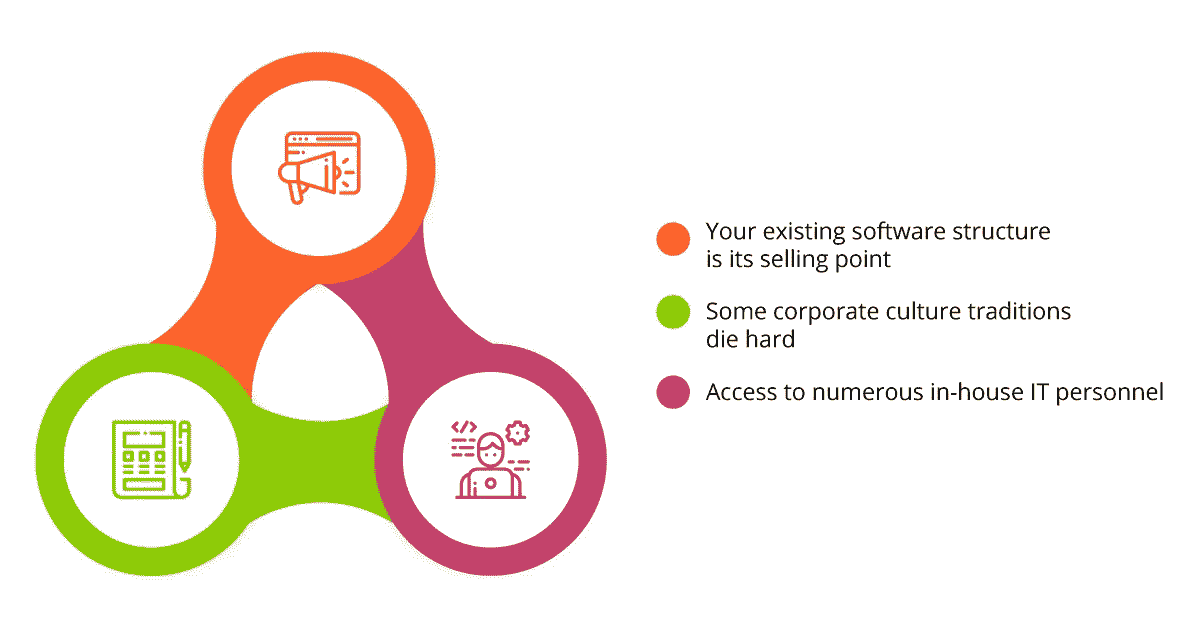 Your existing software structure
is its selling point
Some corporate culture traditions
die hard
Access to numerous in-house IT personnel